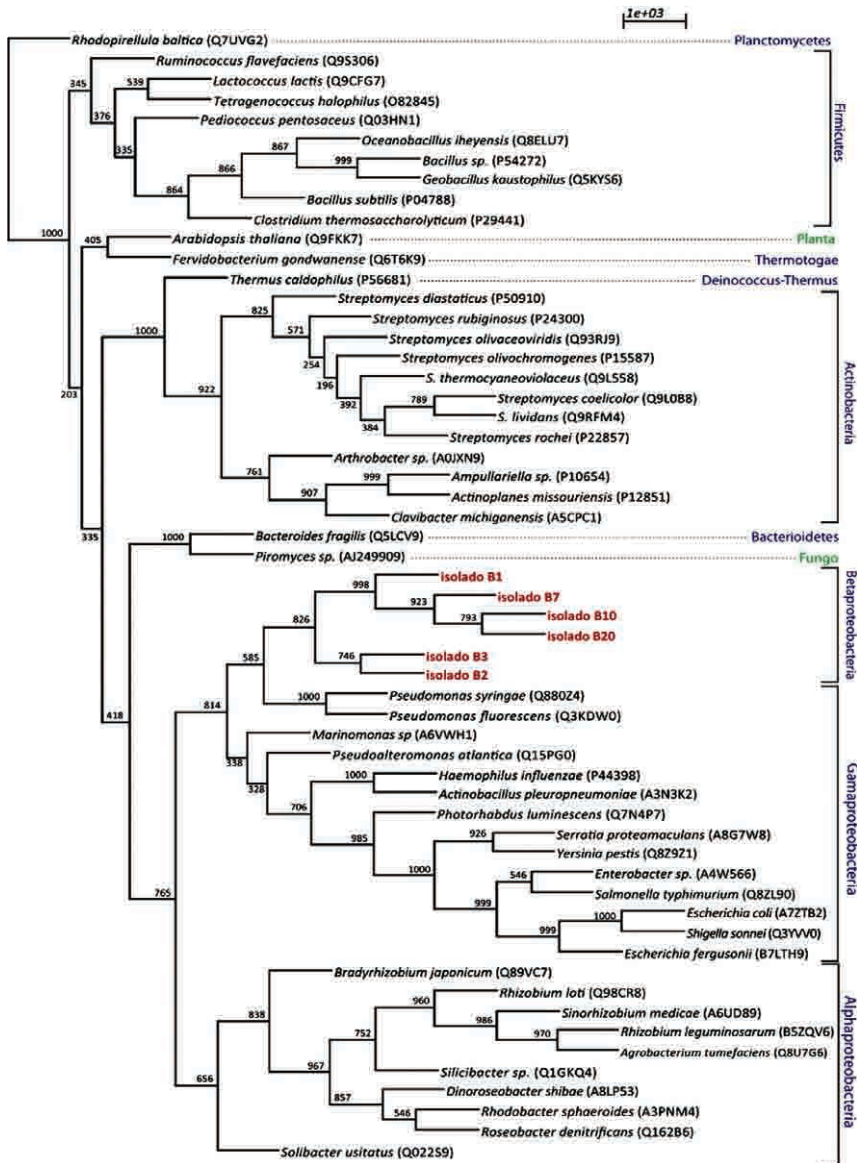 1e+03
Rhodopirellula baltica (Q7UVG2) Planctomycetes
Ruminococcus flavefaciens (Q9S306)
345
539 Lactococcus lactis (Q9CFG7)
Tetragenococcus halophilus (O82845)
376 Pediococcus pentosaceus (Q03HN1)
Firmicutes
335
867 Oceanobacillus iheyensis (Q8ELU7)
866 999 Bacillus sp. (P54272)
Geobacillus kaustophilus (Q5KYS6)
864 Bacillus subtilis (P04788)
Clostridium thermosaccharolyticum (P29441)
1000 405 Arabidopsis thaliana (Q9FKK7) Planta
Fervidobacterium gondwanense (Q6T6K9) Thermotogae
Thermus caldophilus (P56681) Deinococcus-Thermus
825 Streptomyces diastaticus (P50910)
571 Streptomyces rubiginosus (P24300)
1000 Streptomyces olivaceoviridis (Q93RJ9)
254 Streptomyces olivochromogenes (P15587)
196 S. thermocyaneoviolaceus (Q9L558)
203 922 392 789 Streptomyces coelicolor (Q9L0B8)
S. lividans (Q9RFM4)
384 Streptomyces rochei (P22857)
Actinobacteria
Arthrobacter sp. (A0JXN9)
761 999 Ampullariella sp. (P10654)
907 Actinoplanes missouriensis (P12851)
Clavibacter michiganensis (A5CPC1)
335
1000 Bacteroides fragilis (Q5LCV9) Bacterioidetes
Piromyces sp. (AJ249909) Fungo
998 isolado B1
923 isolado B7
826 793 isolado B10
isolado B20
Betaproteobacteria
585 746 isolado B3
isolado B2
1000 Pseudomonas syringae (Q880Z4)
418 814 Pseudomonas fluorescens (Q3KDW0)
Marinomonas sp (A6VWH1)
338 Pseudoalteromonas atlantica (Q15PG0)
328 1000 Haemophilus influenzae (P44398)
706 Actinobacillus pleuropneumoniae (A3N3K2)
Photorhabdus luminescens (Q7N4P7)
985 926 Serratia proteamaculans (A8G7W8)
Yersinia pestis (Q8Z9Z1)
1000 546 Enterobacter sp. (A4W566)
Salmonella typhimurium (Q8ZL90)
Gamaproteobacteria
765 999 1000 Escherichia coli (A7ZTB2)
Shigella sonnei (Q3YVV0)
999 Escherichia fergusonii (B7LTH9)
Bradyrhizobium japonicum (Q89VC7)
838 960 Rhizobium loti (Q98CR8)
986 Sinorhizobium medicae (A6UD89)
752 970 Rhizobium leguminosarum (B5ZQV6)
Agrobacterium tumefaciens (Q8U7G6)
967 Silicibacter sp. (Q1GKQ4)
656 857 Dinoroseobacter shibae (A8LP53)
546 Rhodobacter sphaeroides (A3PNM4)
Roseobacter denitrificans (Q162B6)
Solibacter usitatus (Q022S9)
Alphaproteobacteria